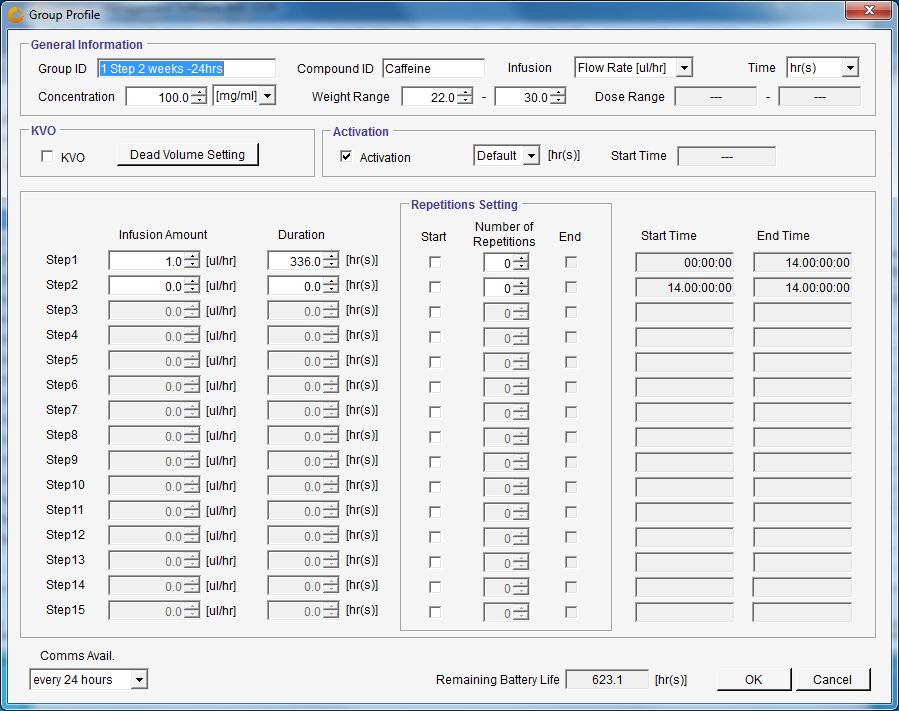 Group Profile
General Information
Group ID 1 Step 2 weeks -24hrs Compound ID Caffeine Infusion Flow Rate [ul/hr] Time hr(s)
Concentration 100.0 [mg/ml] Weight Range 22.0 - 30.0 Dose Range --- - ---
KVO Activation
KVO Dead Volume Setting Activation Default [hr(s)] Start Time ---
Repetitions Setting
Infusion Amount Duration Start Number of Repetitions End Start Time End Time
Step1 1.0 [ul/hr] 336.0 [hr(s)] 0 00:00:00 14.00:00:00
Step2 0.0 [ul/hr] 0.0 [hr(s)] 0 14.00:00:00 14.00:00:00
Step3 0.0 [ul/hr] 0.0 [hr(s)] 0
Step4 0.0 [ul/hr] 0.0 [hr(s)] 0
Step5 0.0 [ul/hr] 0.0 [hr(s)] 0
Step6 0.0 [ul/hr] 0.0 [hr(s)] 0
Step7 0.0 [ul/hr] 0.0 [hr(s)] 0
Step8 0.0 [ul/hr] 0.0 [hr(s)] 0
Step9 0.0 [ul/hr] 0.0 [hr(s)] 0
Step10 0.0 [ul/hr] 0.0 [hr(s)] 0
Step11 0.0 [ul/hr] 0.0 [hr(s)] 0
Step12 0.0 [ul/hr] 0.0 [hr(s)] 0
Step13 0.0 [ul/hr] 0.0 [hr(s)] 0
Step14 0.0 [ul/hr] 0.0 [hr(s)] 0
Step15 0.0 [ul/hr] 0.0 [hr(s)] 0
Comms Avail.
every 24 hours Remaining Battery Life 623.1 [hr(s)] OK Cancel